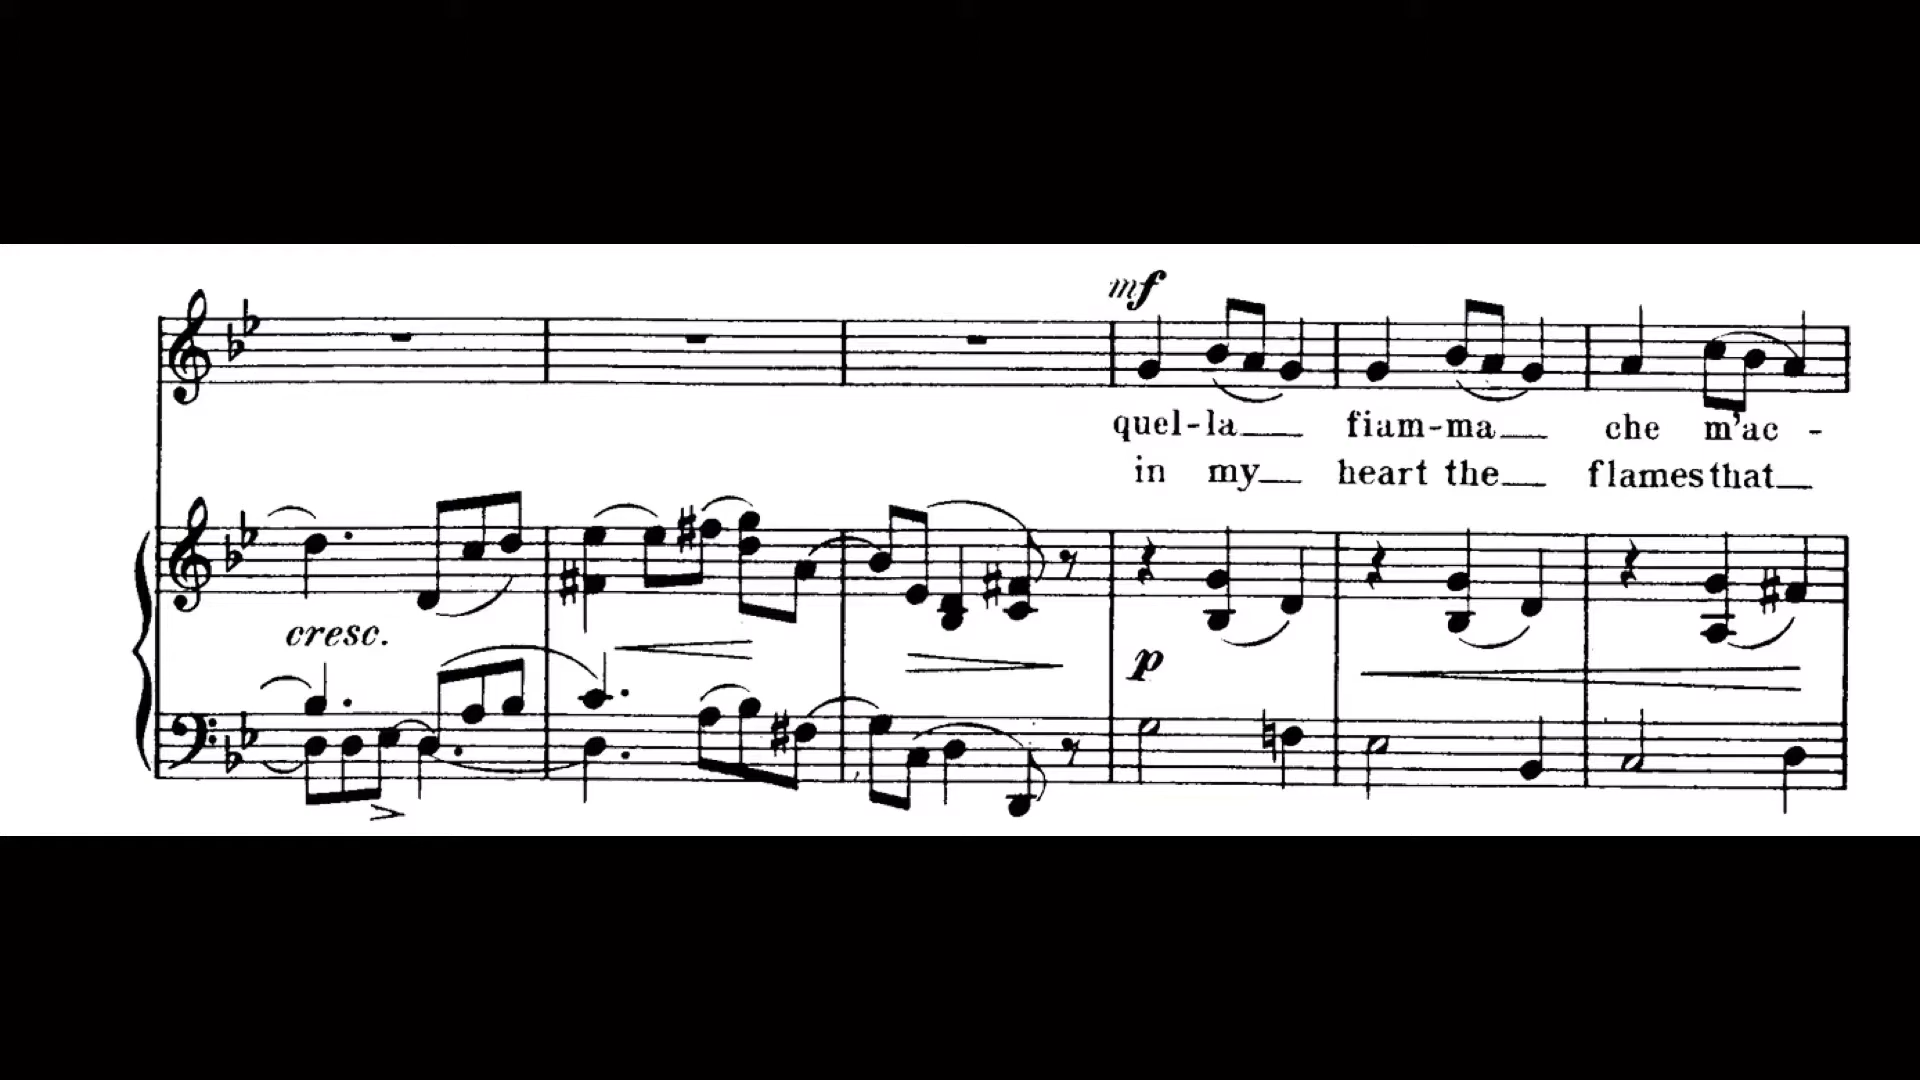 mf
quel-la fiam-ma che m'ac -
in my heart the flames that
cresc.
p